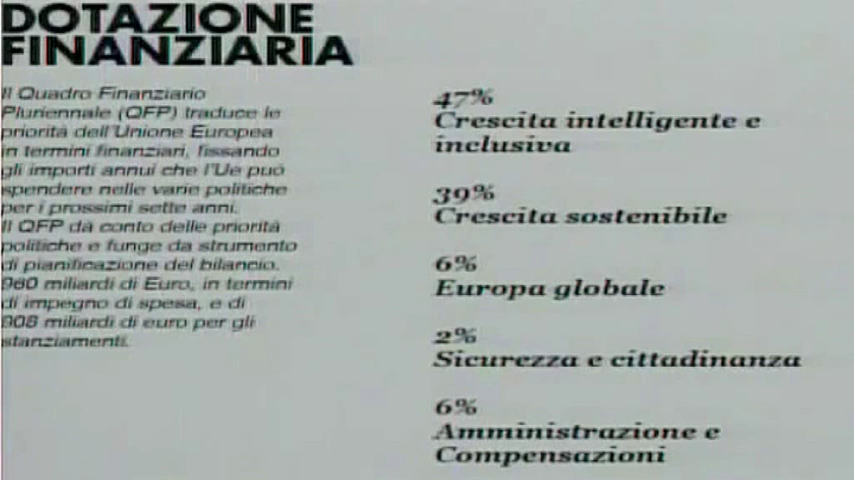 DOTAZIONE
FINANZIARIA
Il Quadro Finanziario
Pluriennale (QFP) traduce le
priorità dell'Unione Europea
in termini finanziari, fissando
gli importi annui che l'Ue può
spendere nelle varie politiche
per i prossimi sette anni.
Il QFP da conto delle priorità
politiche e funge da strumento
di pianificazione del bilancio.
960 miliardi di Euro, in termini
di impegno di spesa, e di
908 miliardi di euro per gli
stanziamenti.
47%
Crescita intelligente e
inclusiva
39%
Crescita sostenibile
6%
Europa globale
2%
Sicurezza e cittadinanza
6%
Amministrazione e
Compensazioni